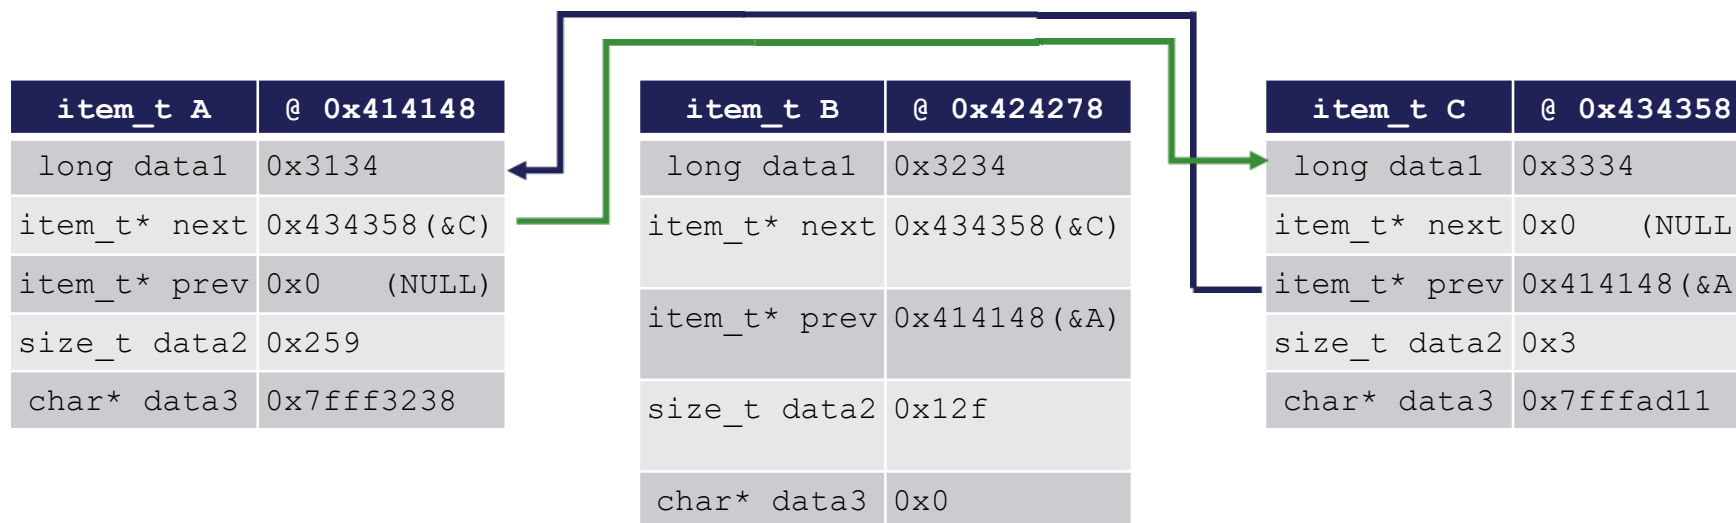 item_t A @ 0x414148
long data1 0x3134
item_t* next 0x434358(&C)
item_t* prev 0x0 (NULL)
size_t data2 0x259
char* data3 0x7fff3238
item_t B @ 0x424278
long data1 0x3234
item_t* next 0x434358(&C)
item_t* prev 0x414148(&A)
size_t data2 0x12f
char* data3 0x0
item_t C @ 0x434358
long data1 0x3334
item_t* next 0x0 (NULL
item_t* prev 0x414148(&A
size_t data2 0x3
char* data3 0x7fffad11